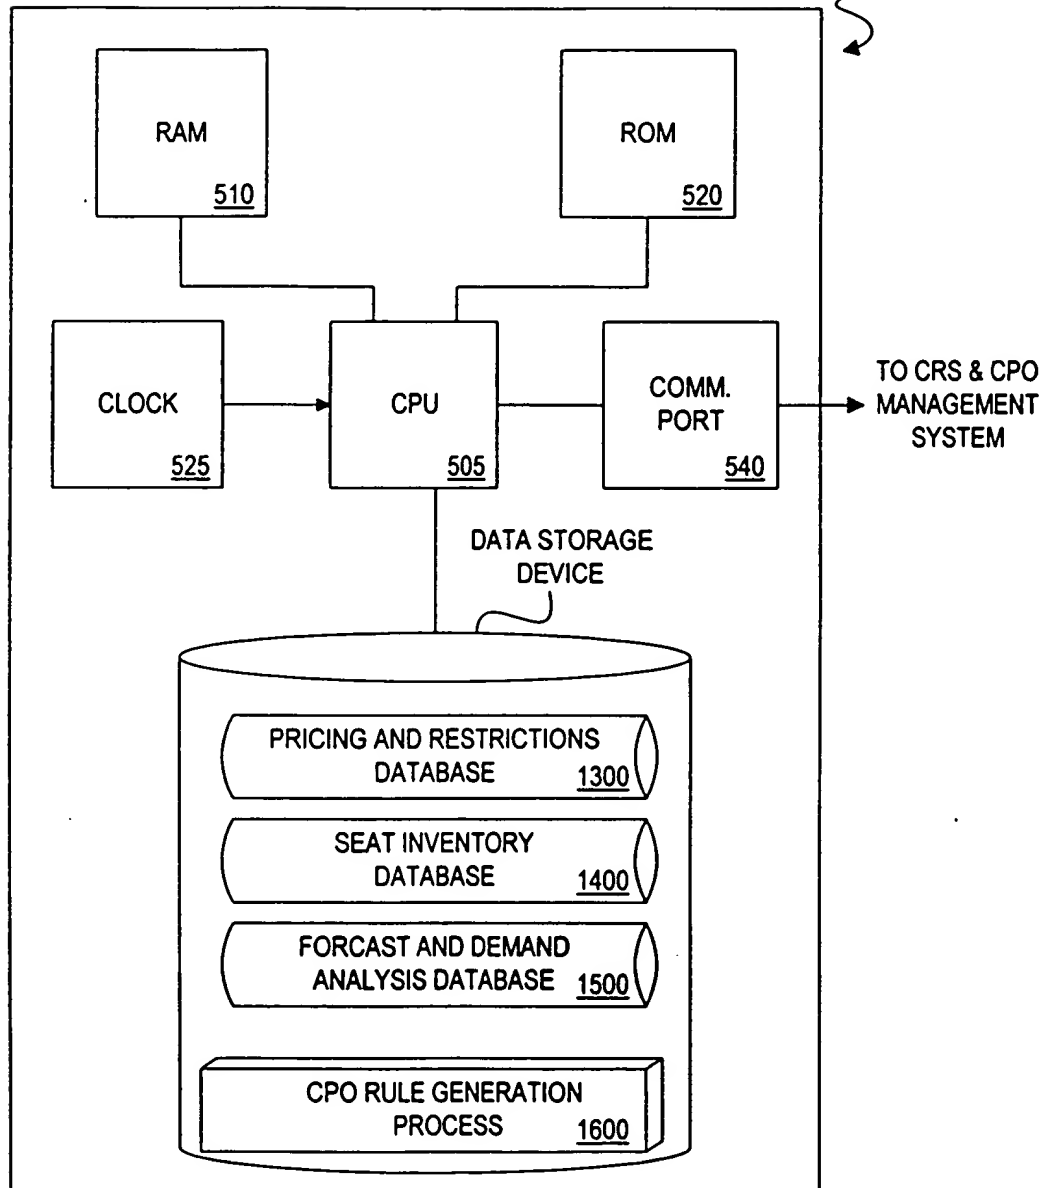 RAM
510
ROM
520
CLOCK
525
CPU
505
COMM.
PORT
540
TO CRS & CPO
MANAGEMENT
SYSTEM
DATA STORAGE
DEVICE
PRICING AND RESTRICTIONS
DATABASE 1300
SEAT INVENTORY
DATABASE 1400
FORCAST AND DEMAND
ANALYSIS DATABASE 1500
CPO RULE GENERATION
PROCESS 1600